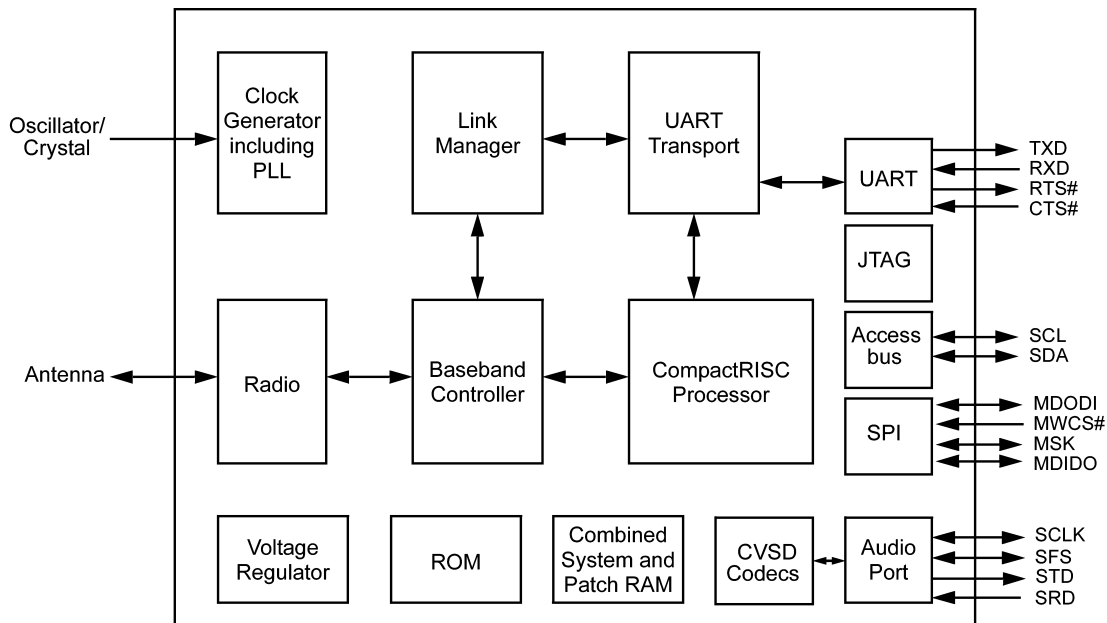 Oscillator/
Crystal
Clock
Generator
including
PLL
Link
Manager
UART
Transport
UART
TXD
RXD
RTS#
CTS#
JTAG
Access
bus
SCL
SDA
Antenna
Radio
Baseband
Controller
CompactRISC
Processor
SPI
MDODI
MWCS#
MSK
MDIDO
Voltage
Regulator
ROM
Combined
System and
Patch RAM
CVSD
Codecs
Audio
Port
SCLK
SFS
STD
SRD